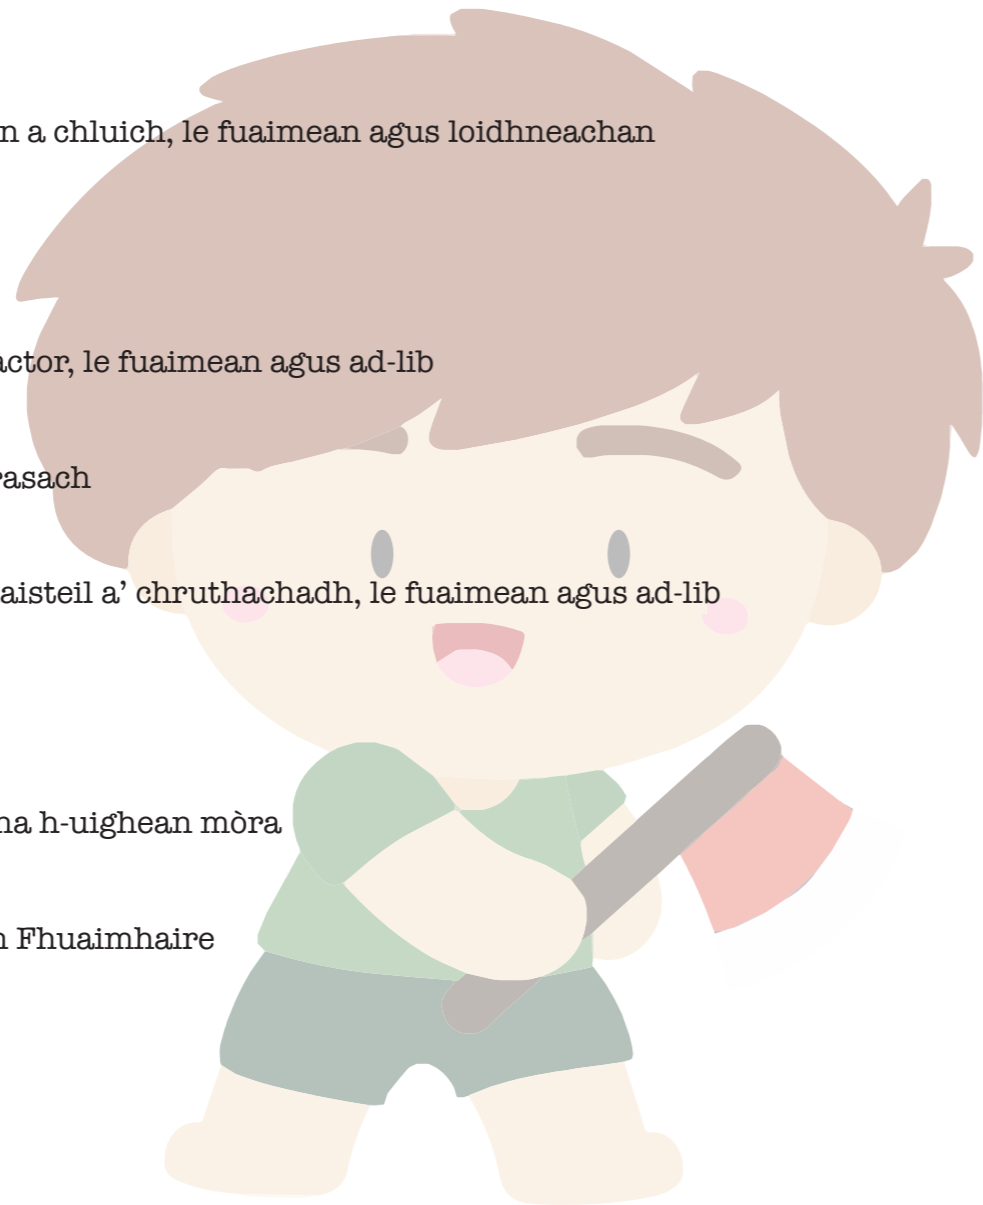 n a chluich, le fuaimean agus loidhneachan
actor, le fuaimean agus ad-lib
rasach
aisteil a’ chruthachadh, le fuaimean agus ad-lib
na h-uighean mòra
Fhuaimhaire